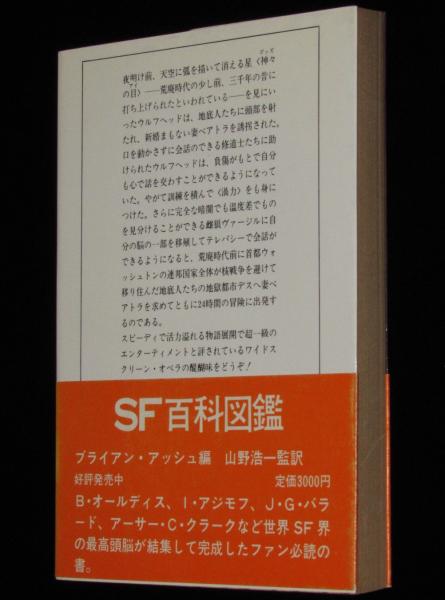 夜明け前、天空に弧を描いて消える星〈神々
の目〉——荒廃時代の少し前、三千年の昔に
打ち上げられたといわれている——を見にい
ったウルフヘッドは、地底人たちに頭部を射
たれ、新婚まもない妻ベアトラを誘拐された。
口を動かさずに会話のできる修道士たちに助
けられたウルフヘッドは、負傷がもとで自分
も心で話を交わすことができるようになって
いた。やがて訓練を積んで〈渦力〉をも身に
つけた。さらに完全な暗闇でも温度差でもの
を見分けることができる雌狼ヴァージルに自
分の脳の一部を移植してテレパシーで会話が
できるようになると、荒廃時代前に首都ウォ
ッシュトンの連邦国家全体が核戦争を避けて
移り住んだ地底人たちの地獄都市デスへ妻ベ
アトラを求めてともに24時間の冒険に出発す
るのである。
スピーディで活力溢れる物語展開で超一級の
エンターティメントと評されているワイドス
クリーン・オペラの醍醐味をどうぞ!
SF百科図鑑
ブライアン・アッシュ編 山野浩一監訳
好評発売中 定価3000円
B・オールディス、I・アジモフ、J・G・バラ
ード、アーサー・C・クラークなど世界SF界
の最高頭脳が結集して完成したファン必読の
書。